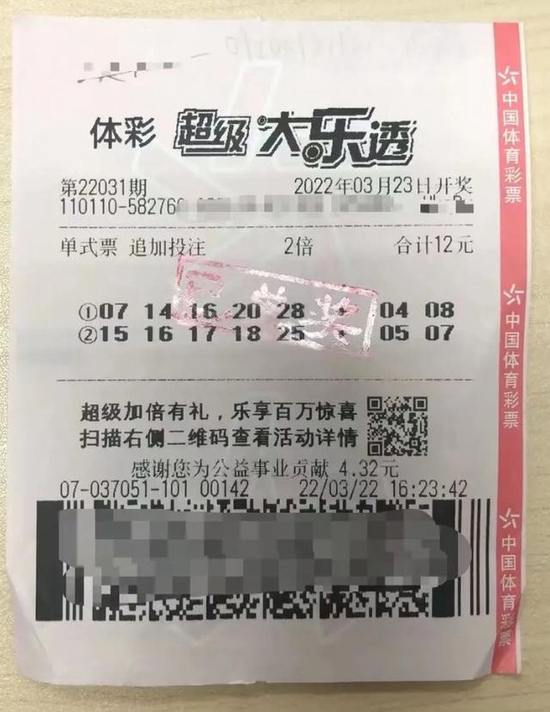 体彩 超级大乐透
第22031期 2022年03月23日开奖
110110-582760
单式票 追加投注 2倍 合计12元
已兑奖
①07 14 16 20 28 + 04 08
②15 16 17 18 25 + 05 07
超级加倍有礼，乐享百万惊喜
扫描右侧二维码查看活动详情
感谢您为公益事业贡献 4.32元
07-037051-101 00142 22/03/22 16:23:42
中国体育彩票
中国体育彩票
中国体育彩票